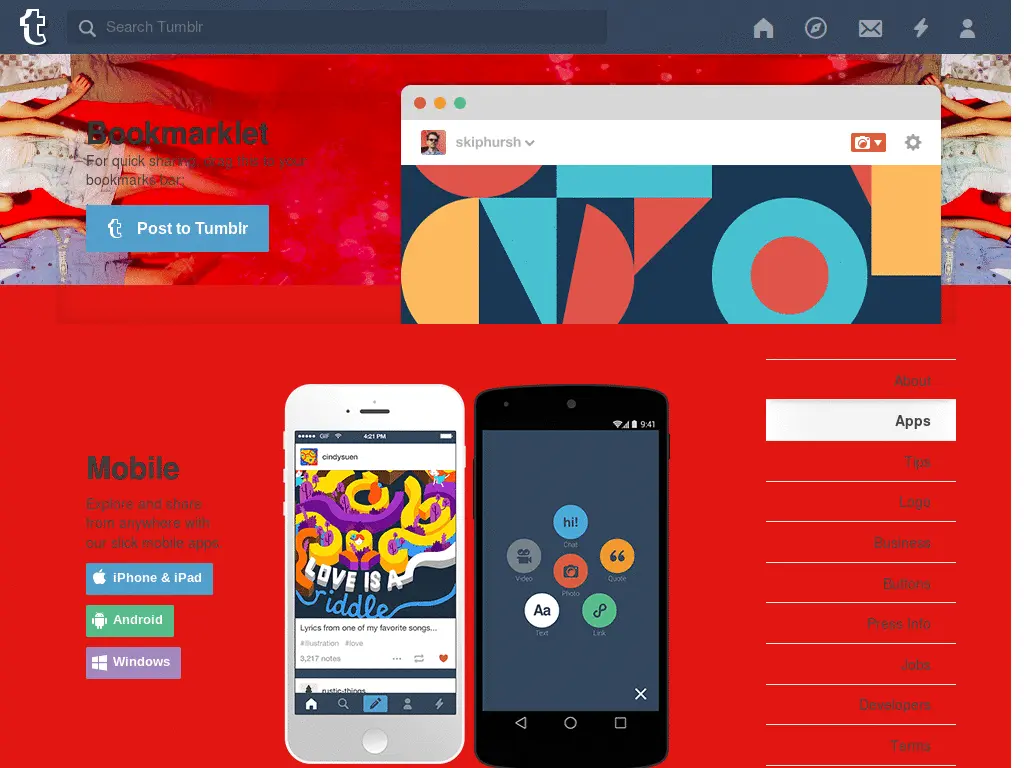 Search Tumblr
Bookmarklet
For quick sharing, drag this to your
bookmarks bar:
Post to Tumblr
skiphursh
About
Apps
Tips
Logo
Business
Buttons
Press Info
Jobs
Developers
Terms
Mobile
Explore and share
from anywhere with
our slick mobile apps.
iPhone & iPad
Android
Windows
GIF
4:21 PM
cindysuen
LOVE IS A
riddle
Lyrics from one of my favorite songs...
#illustration #love
3,217 notes
rustic-things
9:41
hi!
Chat
Video
Photo
Quote
Aa
Text
Link